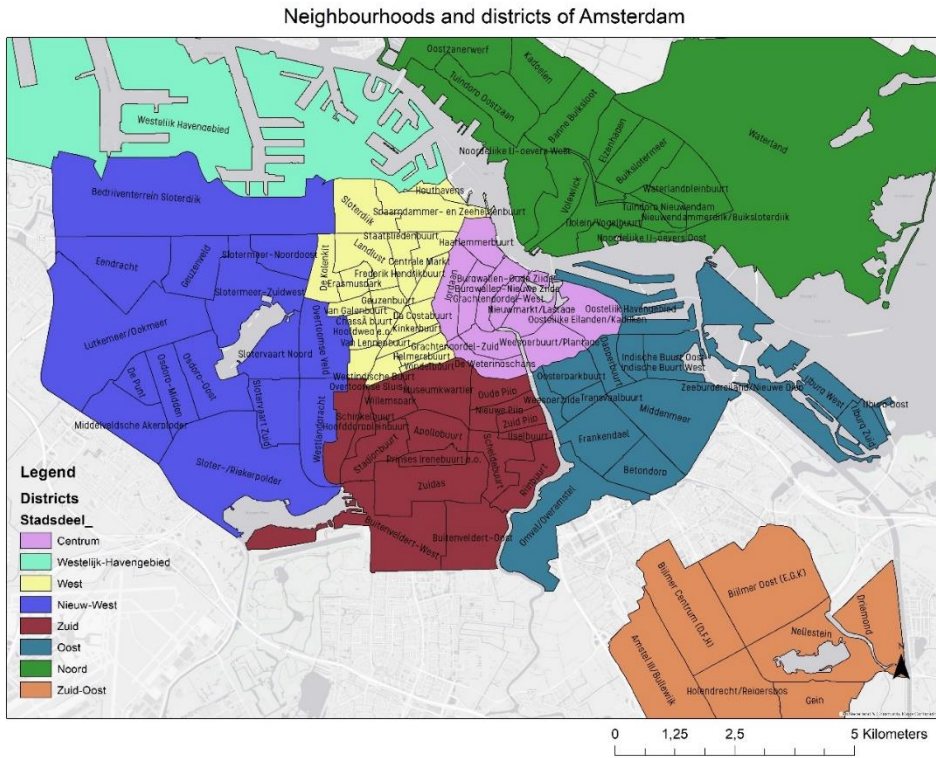 Neighbourhoods and districts of Amsterdam
Oostzanerwerf
Kadoelen
Tuindorp Oostzaan
Banne Buiksloot
Elzenhagen
Buikslotermeer
Waterland
Westelijk Havengebied
Noordelijke IJ-oevers West
Waterlandpleinbuurt
Volewijck
Tuindorp Nieuwendam
Nieuwendammerdijk/Buiksloterdijk
IJplein/Vogelbuurt
Noordelijke IJ-oevers Oost
Bedrijventerrein Sloterdijk
Houthavens
Sloterdijk
Spaarndammer- en Zeeheldenbuurt
Staatsliedenbuurt
Haarlemmerbuurt
Eendracht
Geuzenveld
Slotermeer-Noordoost
De Kolenkit
Landlust
Centrale Markt
Frederik Hendrikbuurt
Erasmuspark
Jordaan
Burgwallen-Oude Zijde
Burgwallen-Nieuwe Zijde
Slotermeer-Zuidwest
Geuzenbuurt
Grachtengordel-West
Van Galenbuurt
Da Costabuurt
Nieuwmarkt/Lastage
Oostelijk Havengebied
Chassébuurt
Hoofdweg e.o.
Kinkerbuurt
Oostelijke Eilanden/Kadijken
Lutkemeer/Ookmeer
Overtoomse Veld
Van Lennepbuurt
Grachtengordel-Zuid
Weesperbuurt/Plantage
Slotervaart Noord
Helmersbuurt
Vondelbuurt
De Weteringschans
Dapperbuurt
Indische Buurt Oost
Indische Buurt West
De Punt
Osdorp-Midden
Osdorp-Oost
Westindische Buurt
Oosterparkbuurt
Overtoomse Sluis
Museumkwartier
Zeeburgereiland/Nieuwe Diep
Slotervaart Zuid
Willemspark
Oude Pijp
Weesperzijde
Transvaalbuurt
IJburg West
IJburg Oost
IJburg Zuid
Middelveldsche Akerpolder
Westlandgracht
Schinkelbuurt
Hoofddorppleinbuurt
Nieuwe Pijp
Zuid Pijp
Middenmeer
Stadionbuurt
Apollobuurt
IJselbuurt
Frankendael
Prinses Irenebuurt e.o.
Scheldebuurt
Rijnbuurt
Betondorp
Sloter-/Riekerpolder
Zuidas
Omval/Overamstel
Buitenveldert-West
Buitenveldert-Oost
Bijlmer Centrum (D,F,H)
Bijlmer Oost (E,G,K)
Driemond
Nellestein
Amstel III/Bullewijk
Holendrecht/Reigersbos
Gein
Legend
Districts
Stadsdeel_
Centrum
Westelijk-Havengebied
West
Nieuw-West
Zuid
Oost
Noord
Zuid-Oost
0 1,25 2,5 5 Kilometers